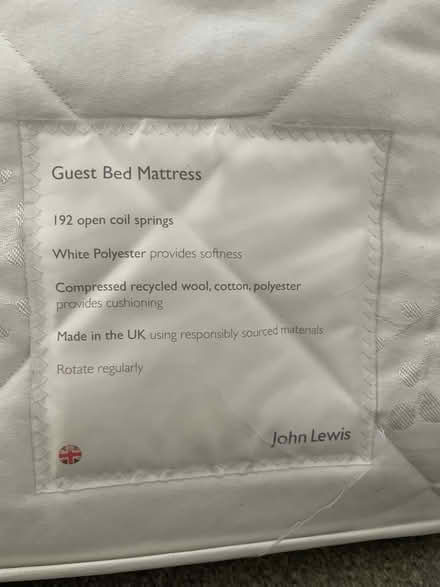 Guest Bed Mattress
192 open coil springs
White Polyester provides softness
Compressed recycled wool, cotton, polyester
provides cushioning
Made in the UK using responsibly sourced materials
Rotate regularly
John Lewis